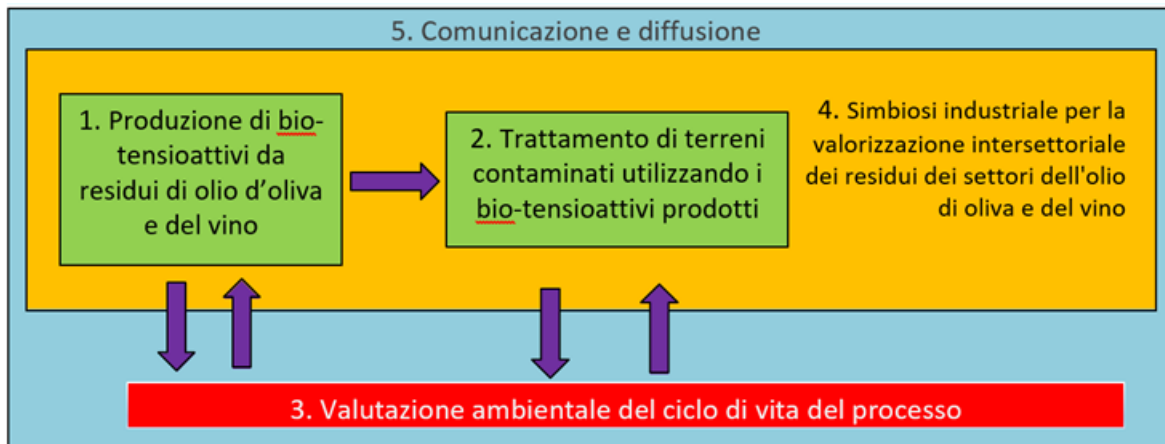 5. Comunicazione e diffusione
1. Produzione di bio-
tensioattivi da
residui di olio d’oliva
e del vino
2. Trattamento di terreni
contaminati utilizzando i
bio-tensioattivi prodotti
4. Simbiosi industriale per la
valorizzazione intersettoriale
dei residui dei settori dell'olio
di oliva e del vino
3. Valutazione ambientale del ciclo di vita del processo